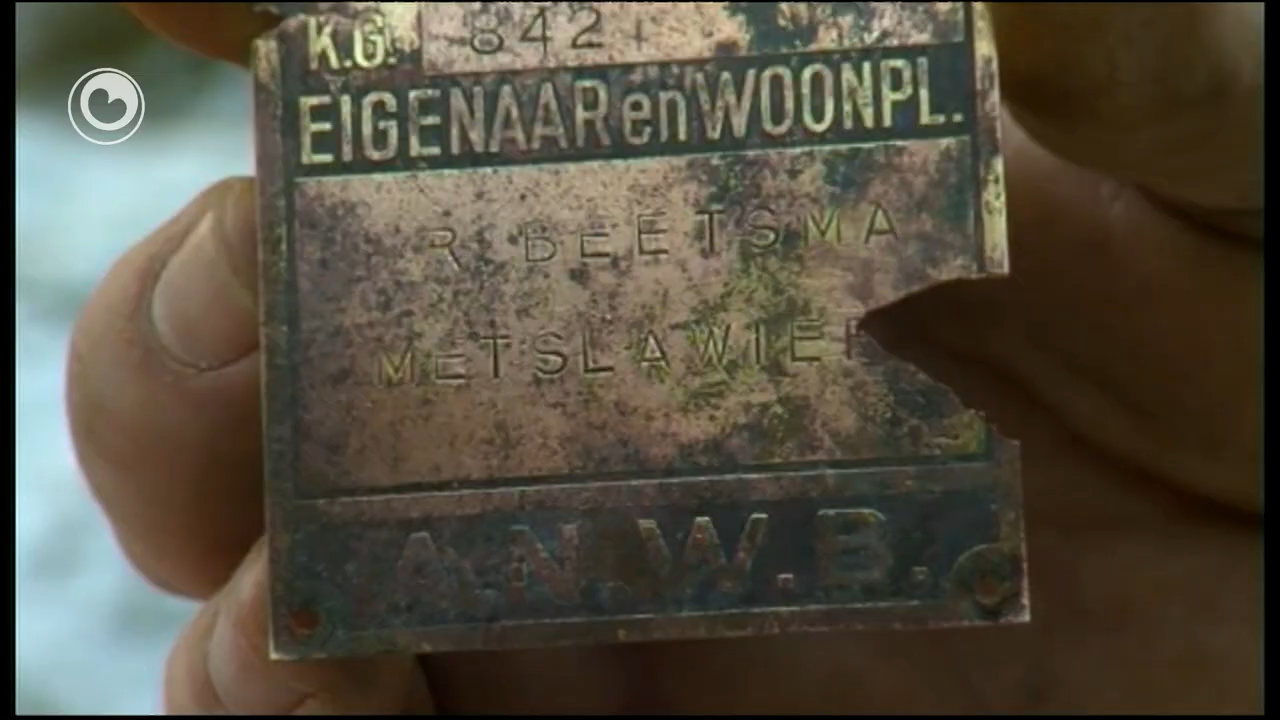 K.G. 842
EIGENAAR en WOONPL.
R BEETSMA
METSLAWIER
A.N.W.B.